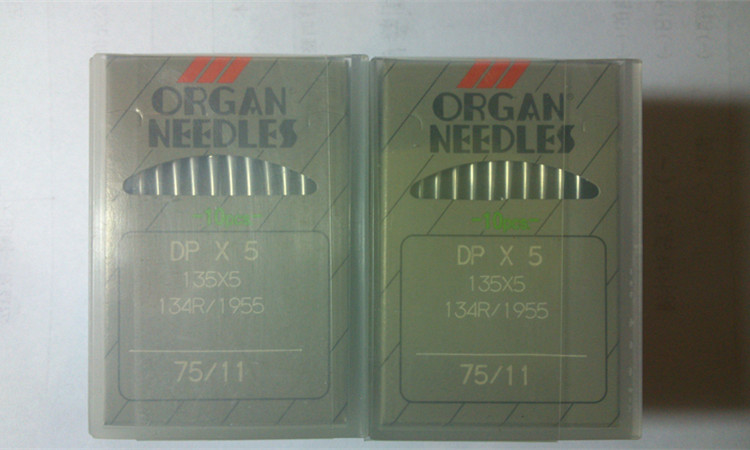 ORGAN®
NEEDLES
DP X 5
135X5
134R/1955
75/11
ORGAN®
NEEDLES
DP X 5
135X5
134R/1955
75/11